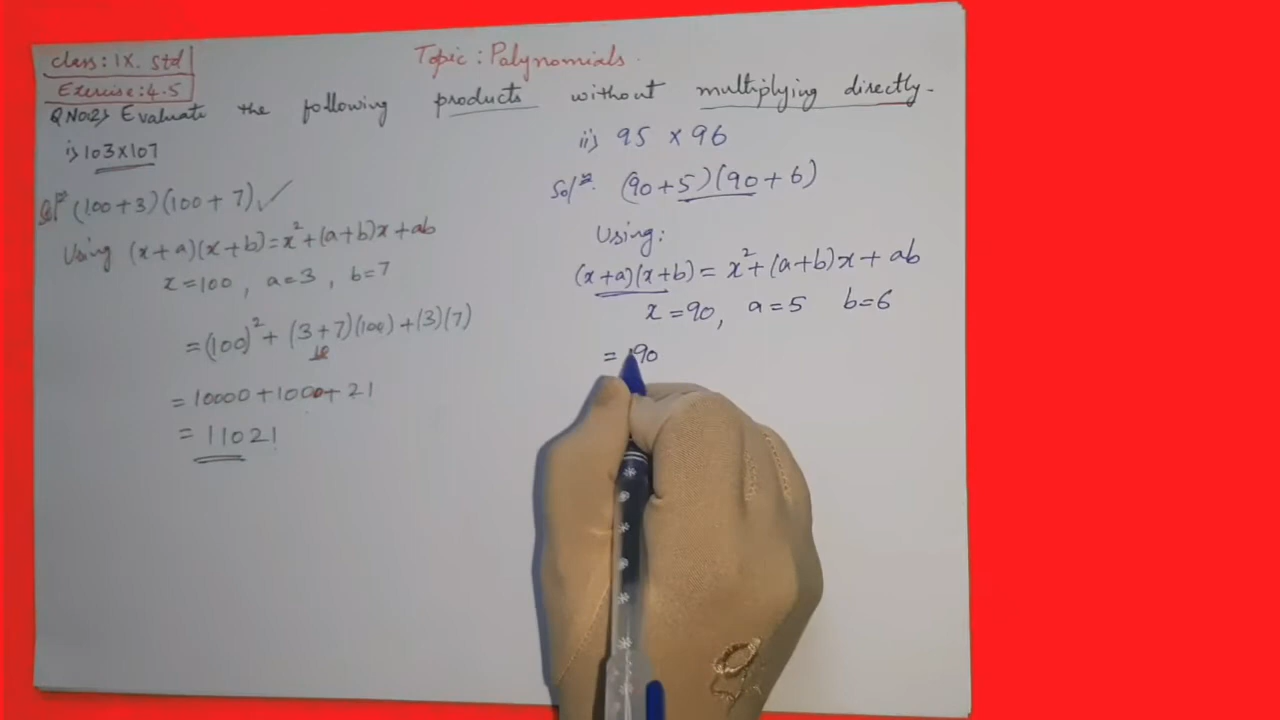 class: IX. Std
Topic: Polynomials.
Exercise: 4.5
Q No:2) Evaluate the following products without multiplying directly.
i) 103×107
Sol^n (100+3)(100+7)✓
Using (x+a)(x+b)=x²+(a+b)x+ab
x=100, a=3, b=7
=(100)²+(3+7)(100)+(3)(7)
10
=10000+1000+21
=11021
ii) 95 × 96
Sol^n. (90+5)(90+6)
Using:
(x+a)(x+b)= x²+(a+b)x+ab
x=90, a=5 b=6
= (90